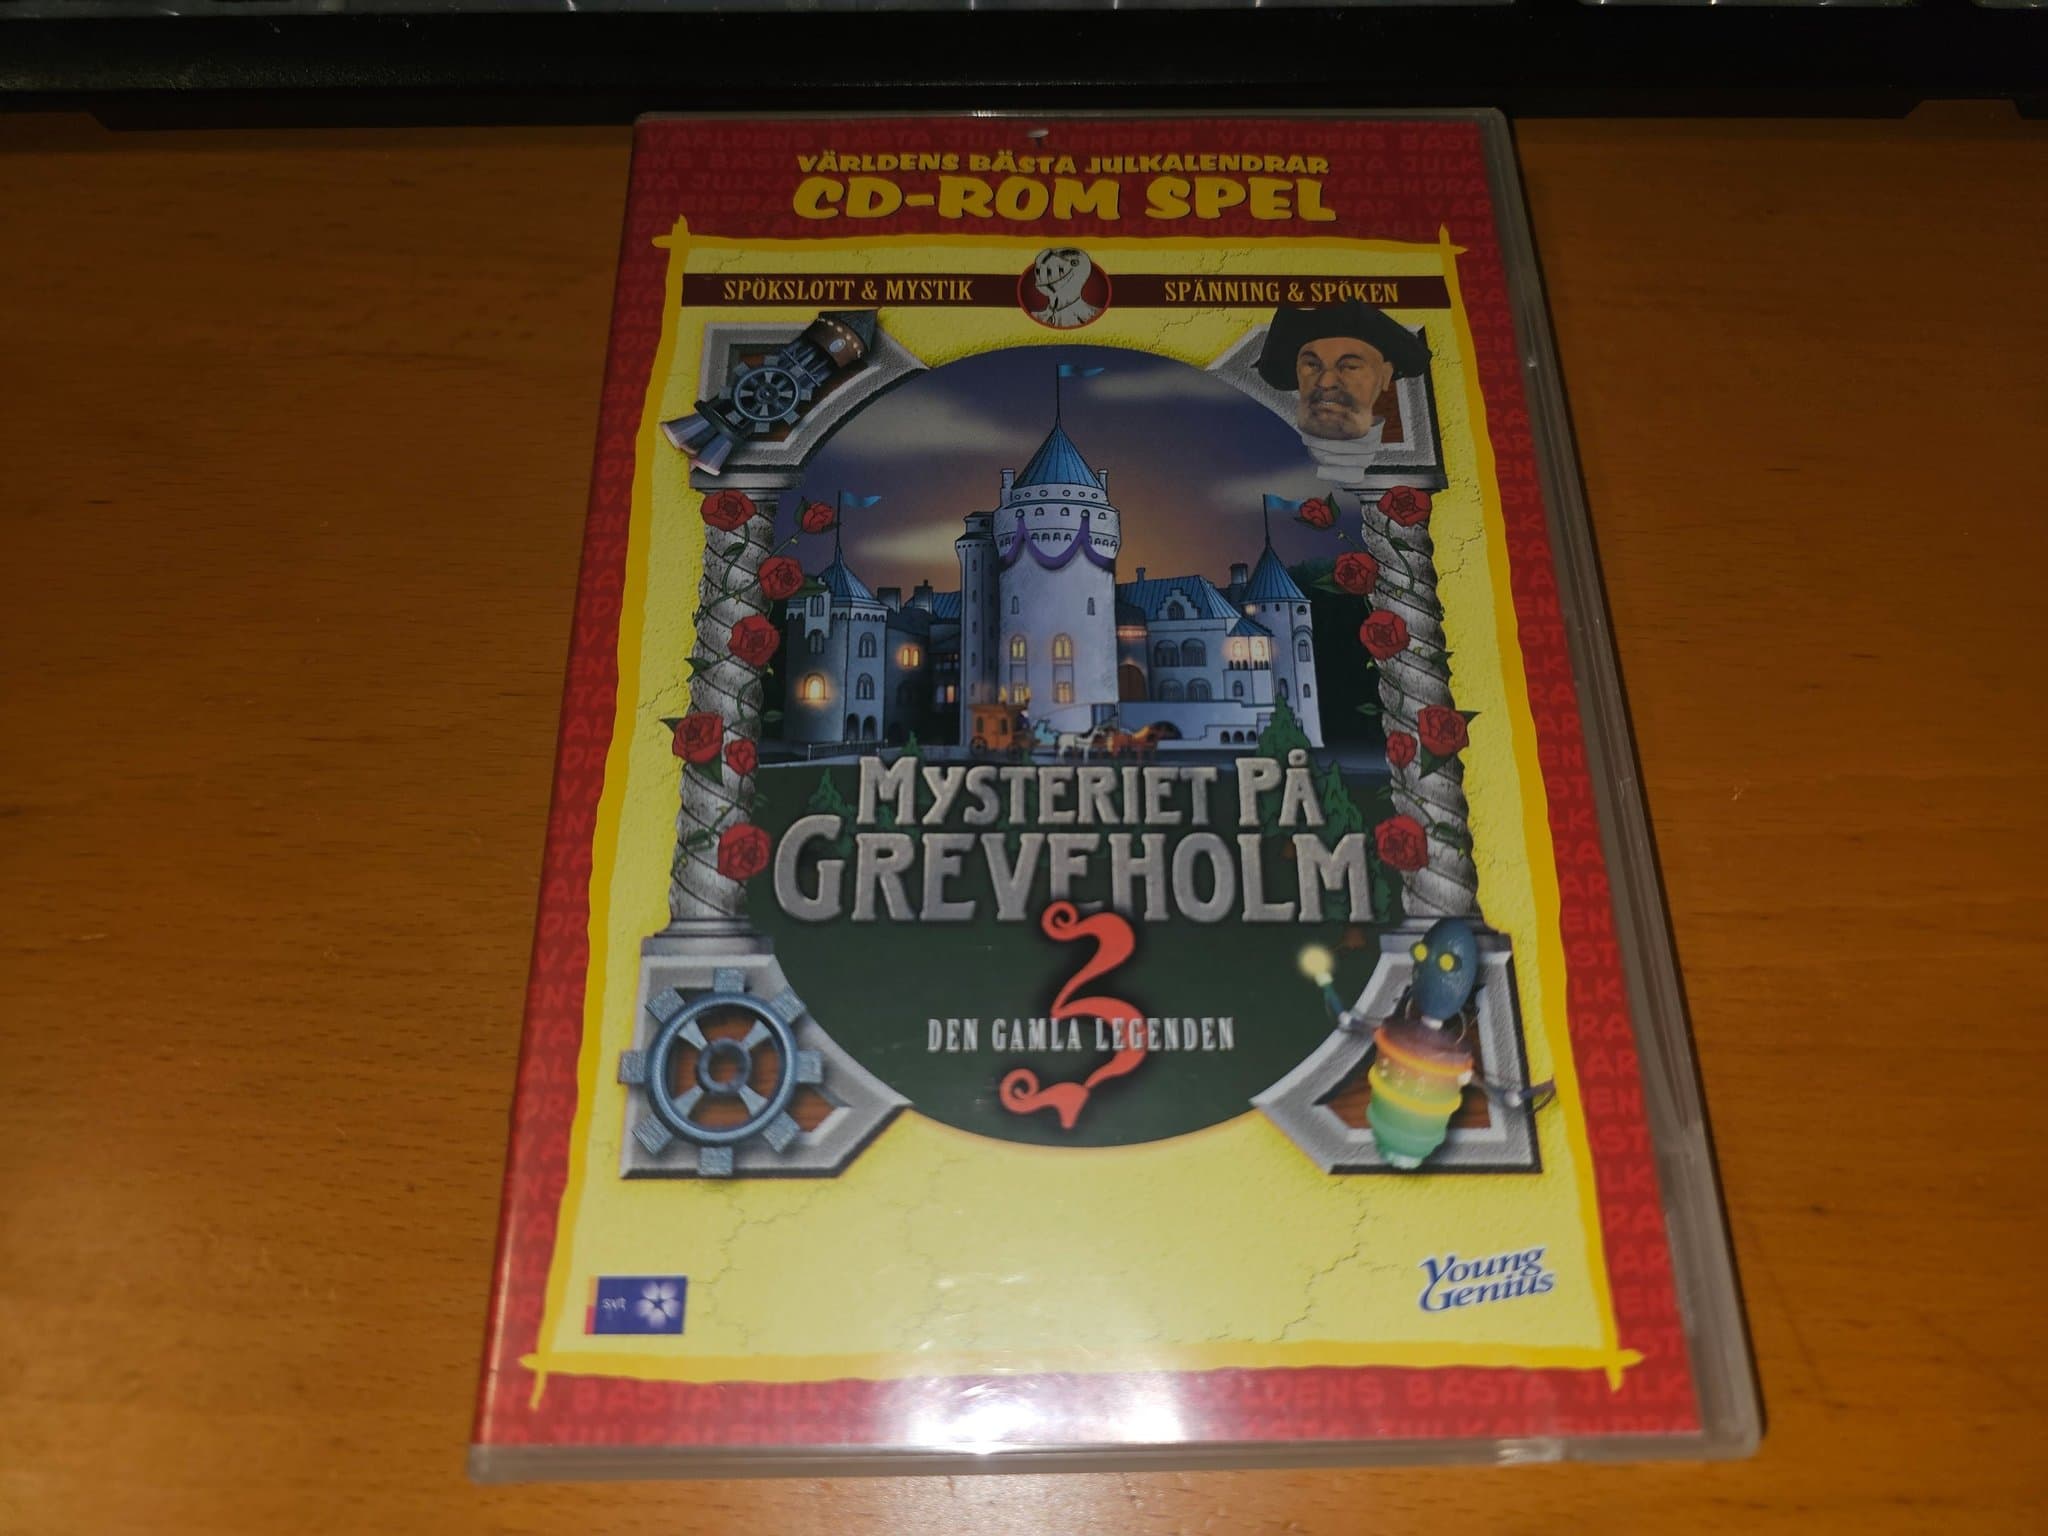 VÄRLDENS BÄSTA JULKALENDRAR
CD-ROM SPEL
SPÖKSLOTT & MYSTIK
SPÄNNING & SPÖKEN
MYSTERIET PÅ
GREVEHOLM
3
DEN GAMLA LEGENDEN
svt
Young
Genius